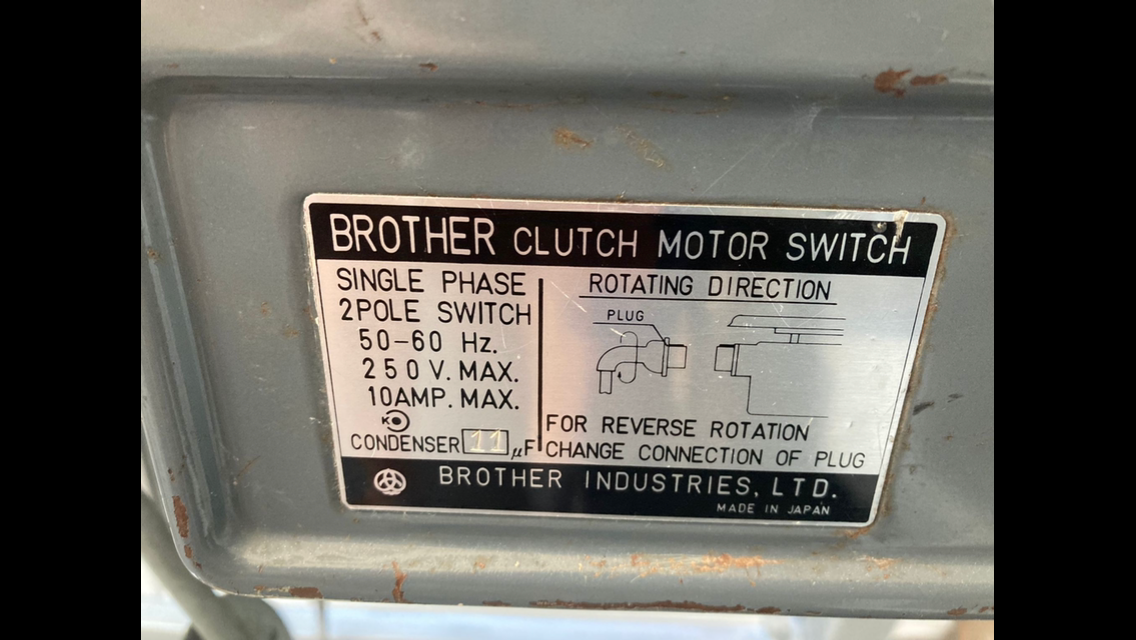 BROTHER CLUTCH MOTOR SWITCH
SINGLE PHASE
2POLE SWITCH
50-60 Hz.
250 V. MAX.
10AMP. MAX.
K
CONDENSER 11 μF
ROTATING DIRECTION
PLUG
FOR REVERSE ROTATION
CHANGE CONNECTION OF PLUG
BROTHER INDUSTRIES, LTD.
MADE IN JAPAN